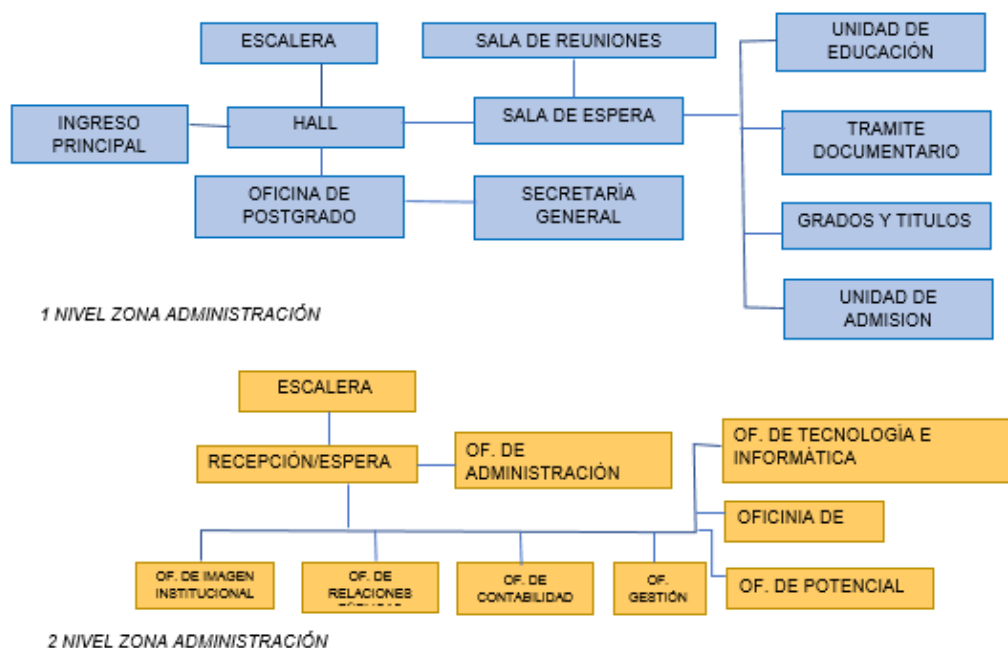 ESCALERA
SALA DE REUNIONES
UNIDAD DE
EDUCACIÓN
INGRESO
PRINCIPAL
HALL
SALA DE ESPERA
TRAMITE
DOCUMENTARIO
OFICINA DE
POSTGRADO
SECRETARÌA
GENERAL
GRADOS Y TITULOS
UNIDAD DE
ADMISION
1 NIVEL ZONA ADMINISTRACIÓN
ESCALERA
RECEPCIÓN/ESPERA
OF. DE
ADMINISTRACIÓN
OF. DE TECNOLOGÌA E
INFORMÀTICA
OFICINIA DE
OF. DE IMAGEN
INSTITUCIONAL
OF. DE
RELACIONES
OF. DE
CONTABILIDAD
OF.
GESTIÓN
OF. DE POTENCIAL
2 NIVEL ZONA ADMINISTRACIÓN